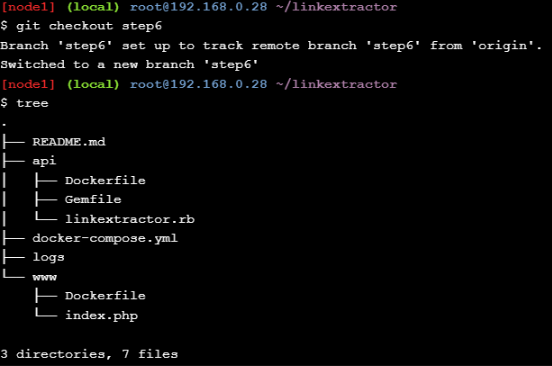 [node1] (local) root@192.168.0.28 ~/linkextractor
$ git checkout step6
Branch 'step6' set up to track remote branch 'step6' from 'origin'.
Switched to a new branch 'step6'
[node1] (local) root@192.168.0.28 ~/linkextractor
$ tree
.
├── README.md
├── api
│   ├── Dockerfile
│   ├── Gemfile
│   └── linkextractor.rb
├── docker-compose.yml
├── logs
└── www
    ├── Dockerfile
    └── index.php
3 directories, 7 files